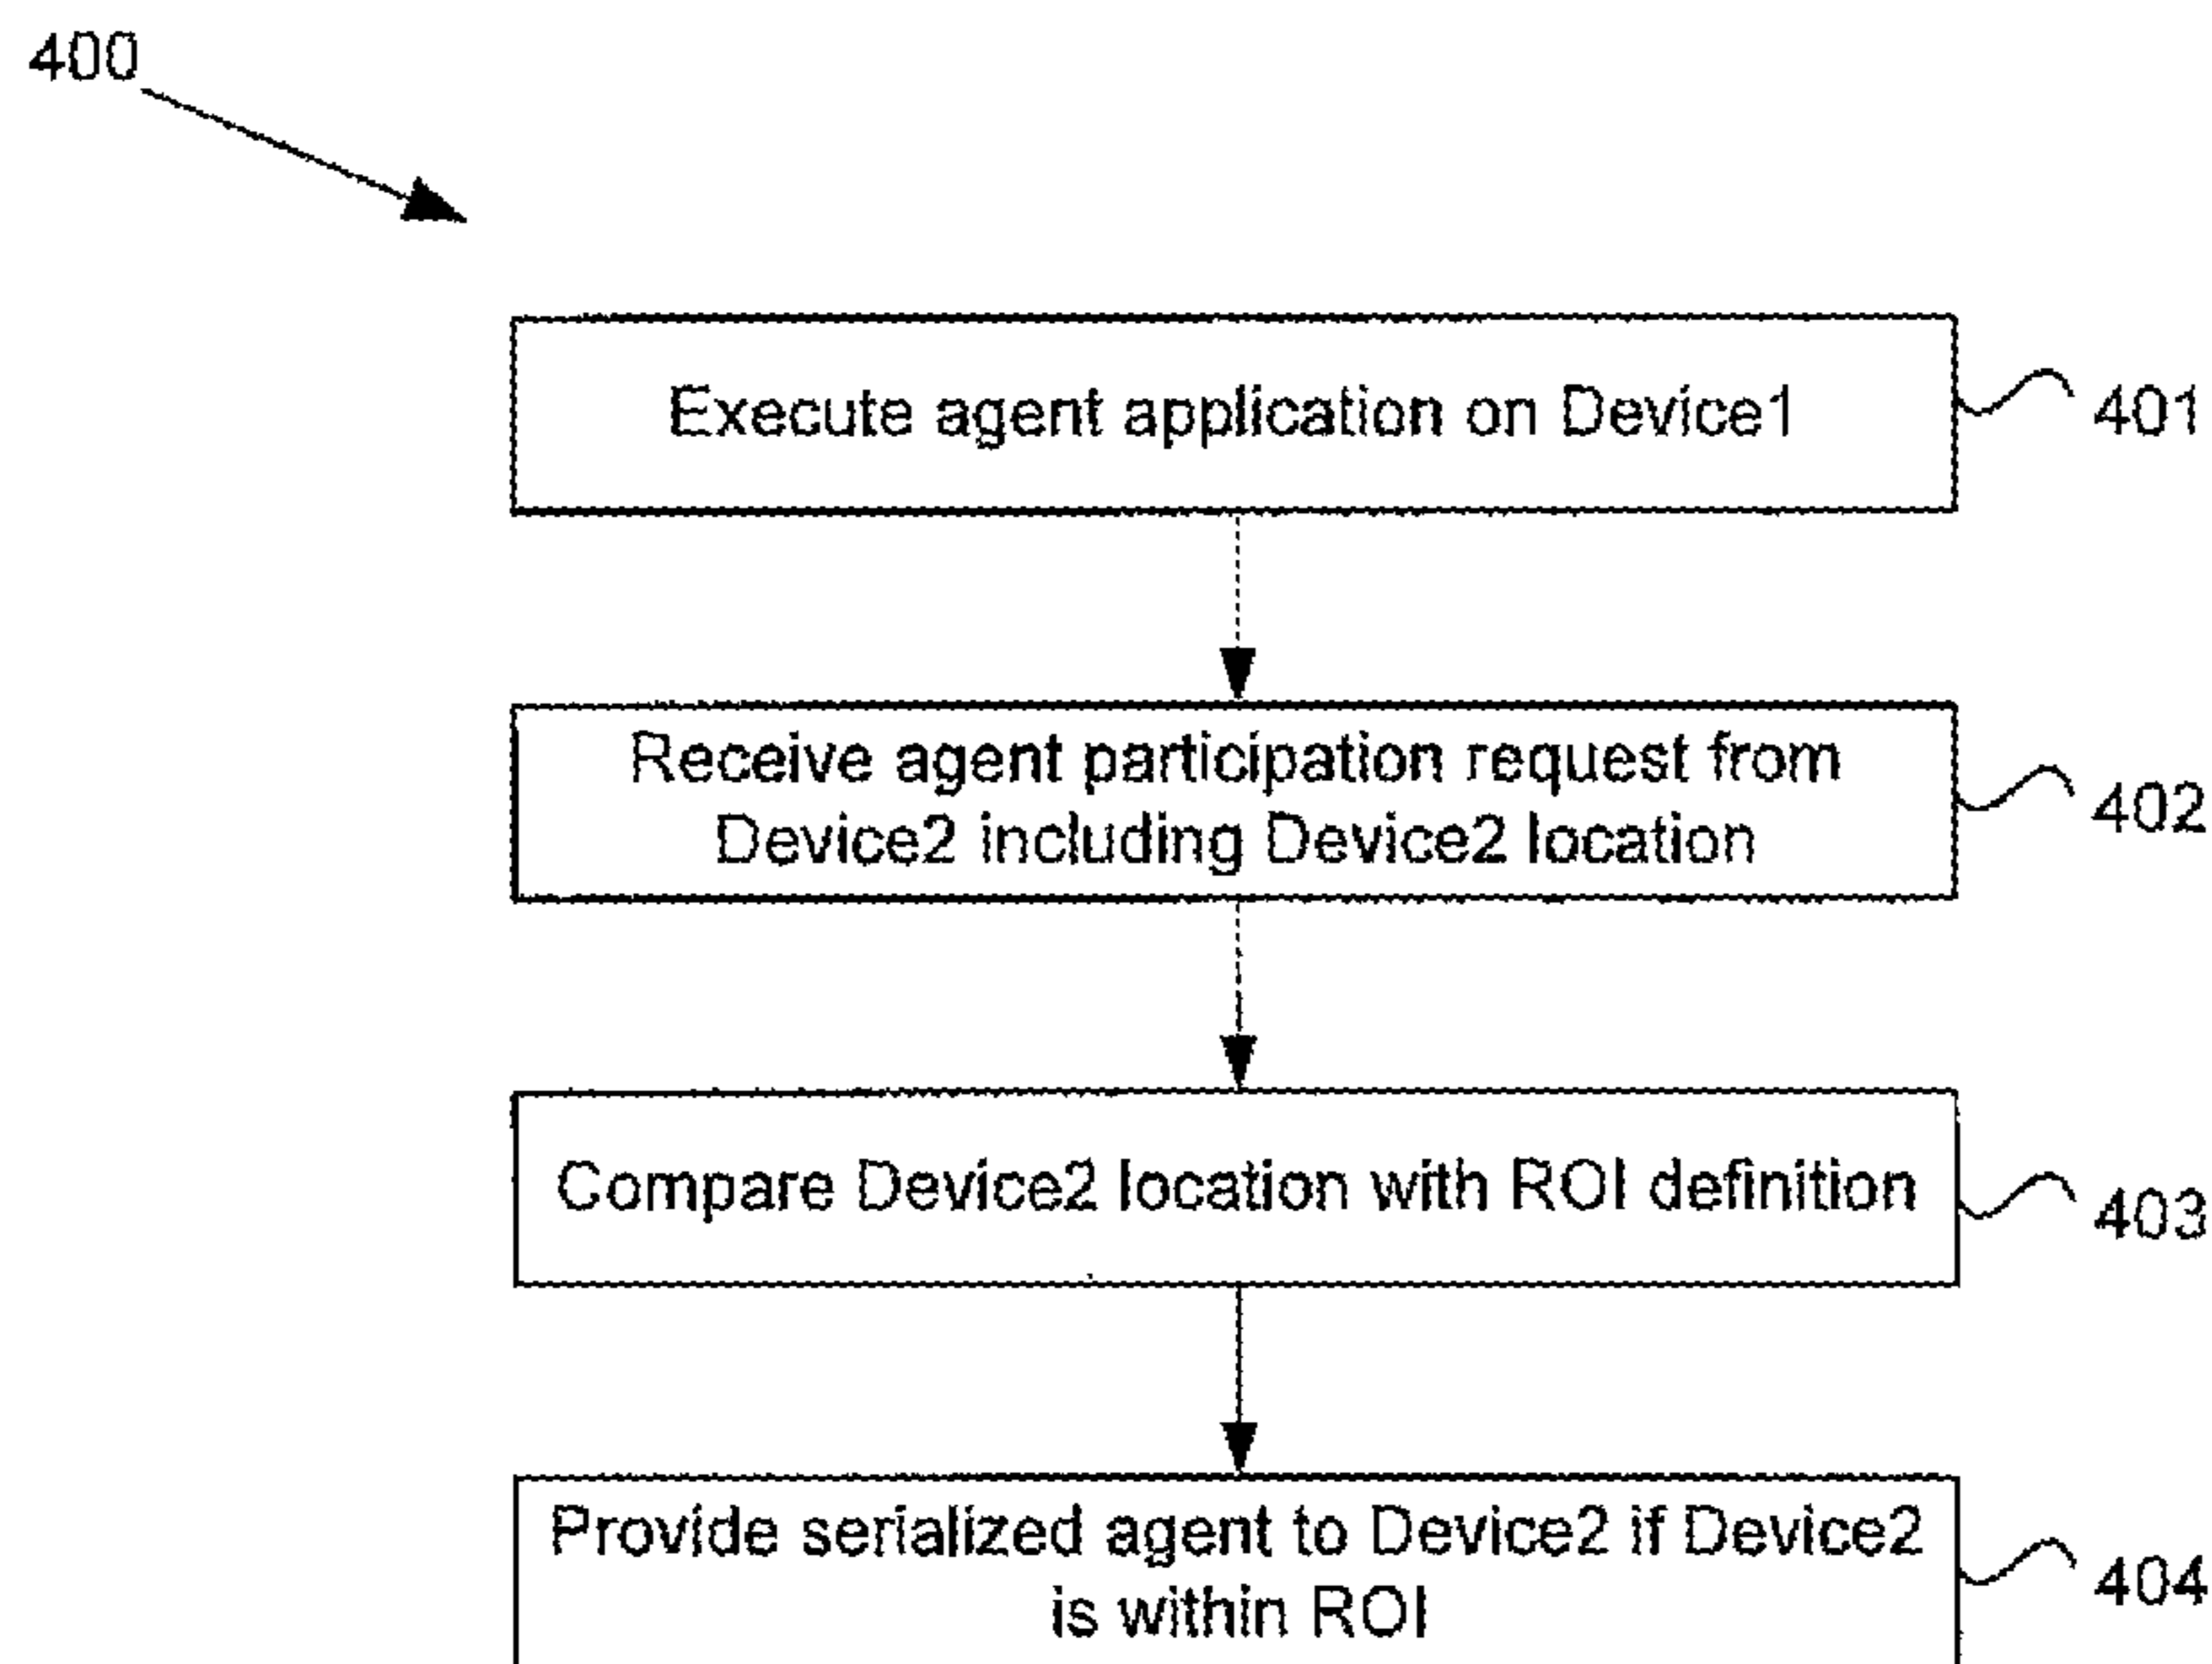 400
Execute agent application on Device1
401
Receive agent participation request from
Device2 including Device2 location
402
Compare Device2 location with ROI definition
403
Provide serialized agent to Device2 if Device2
is within ROI
404